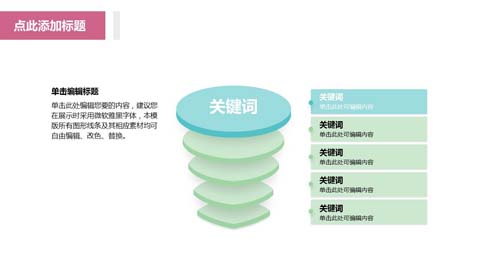 点此添加标题
单击编辑标题
单击此处编辑您要的内容，建议您
在展示时采用微软雅黑字体，本模
版所有图形线条及其相应素材均可
自由编辑、改色、替换。
关键词
关键词
单击此处可编辑内容
关键词
单击此处可编辑内容
关键词
单击此处可编辑内容
关键词
单击此处可编辑内容
关键词
单击此处可编辑内容